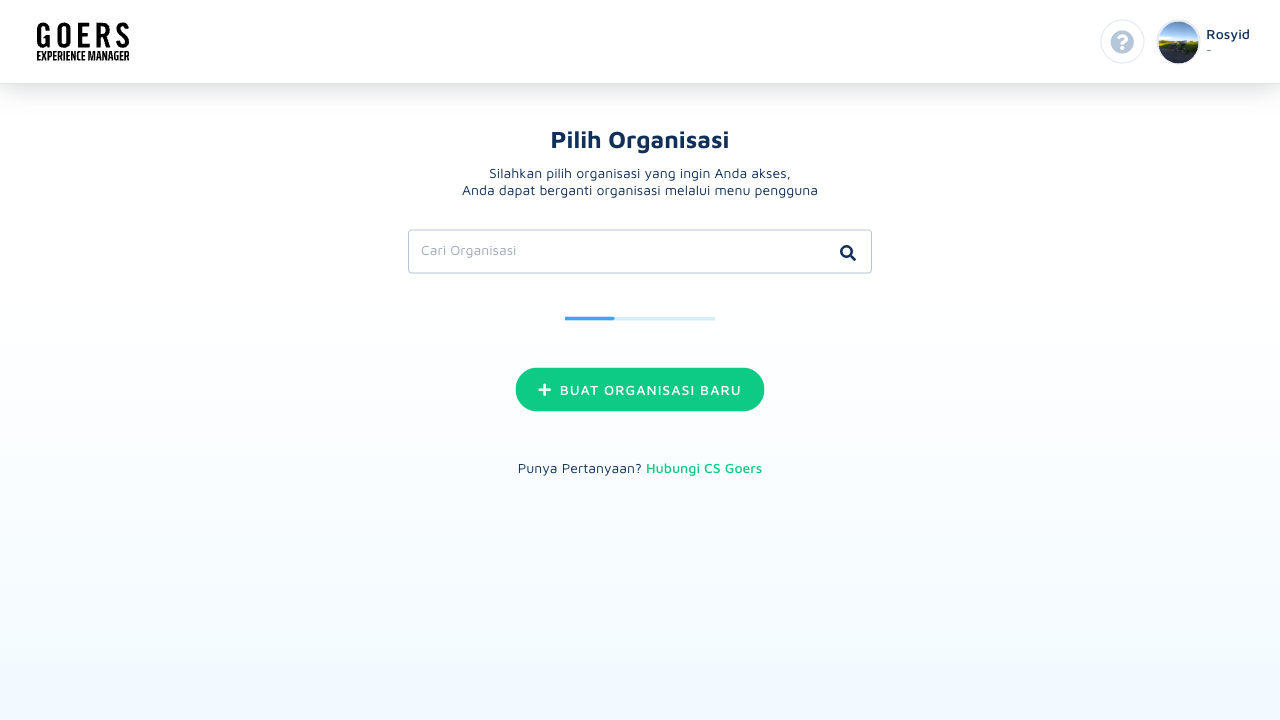 GOERS
EXPERIENCE MANAGER
Rosyid
-
Pilih Organisasi
Silahkan pilih organisasi yang ingin Anda akses,
Anda dapat berganti organisasi melalui menu pengguna
Cari Organisasi
BUAT ORGANISASI BARU
Punya Pertanyaan? Hubungi CS Goers